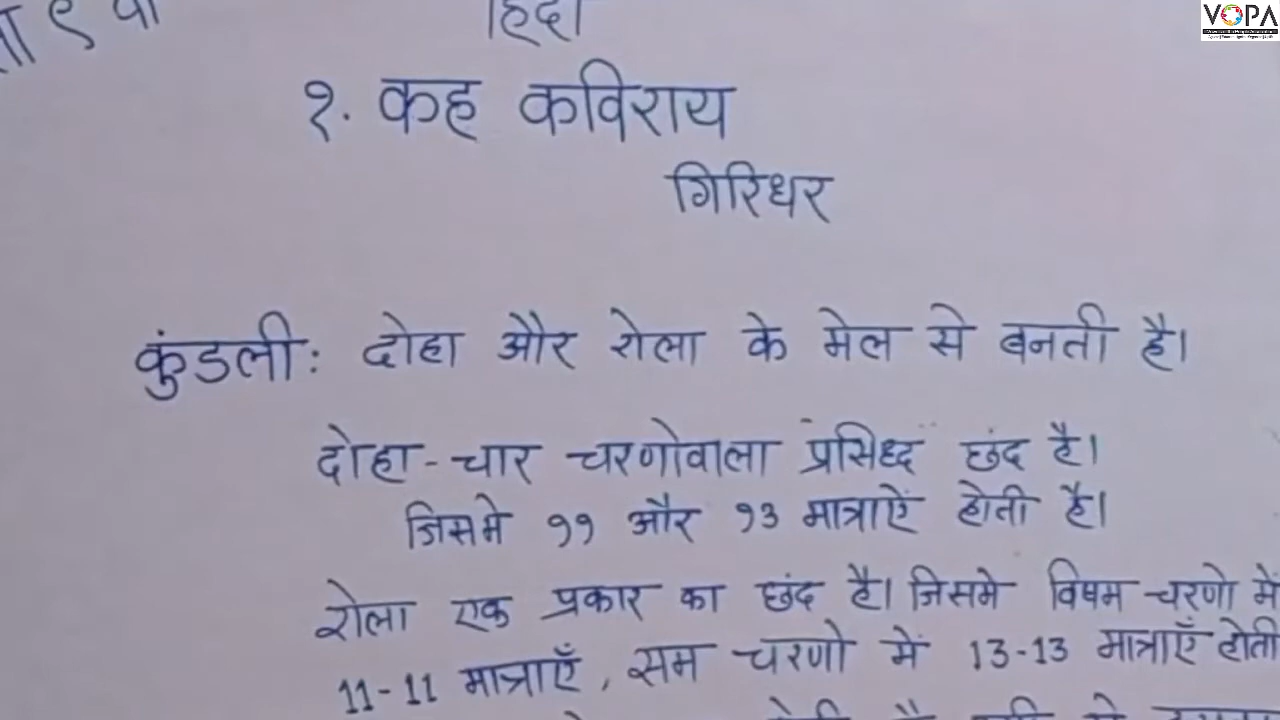 VOPA
हिंदी
१. कह कविराय
गिरिधर
कुंडली: दोहा और रोला के मेल से बनती है।
दोहा - चार चरणोवाला प्रसिध्द छंद है।
जिसमे ११ और १३ मात्राऐं होती है।
रोला एक प्रकार का छंद है। जिसमे विषम चरणो में
11-11 मात्राएँ, सम चरणो में 13-13 मात्राएँ होती